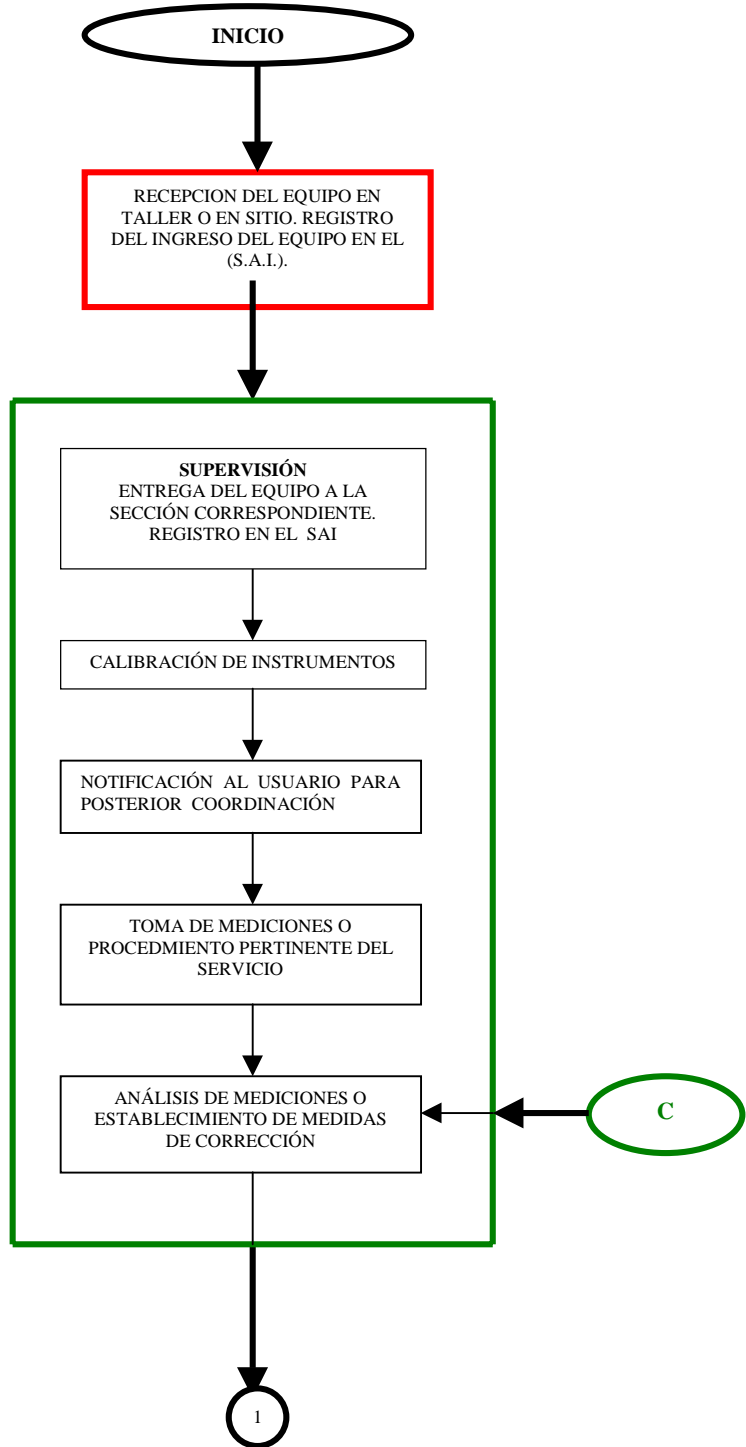 INICIO
RECEPCION DEL EQUIPO EN
TALLER O EN SITIO. REGISTRO
DEL INGRESO DEL EQUIPO EN EL
(S.A.I.).
SUPERVISIÓN
ENTREGA DEL EQUIPO A LA
SECCIÓN CORRESPONDIENTE.
REGISTRO EN EL SAI
CALIBRACIÓN DE INSTRUMENTOS
NOTIFICACIÓN AL USUARIO PARA
POSTERIOR COORDINACIÓN
TOMA DE MEDICIONES O
PROCEDMIENTO PERTINENTE DEL
SERVICIO
ANÁLISIS DE MEDICIONES O
ESTABLECIMIENTO DE MEDIDAS
DE CORRECCIÓN
C
1